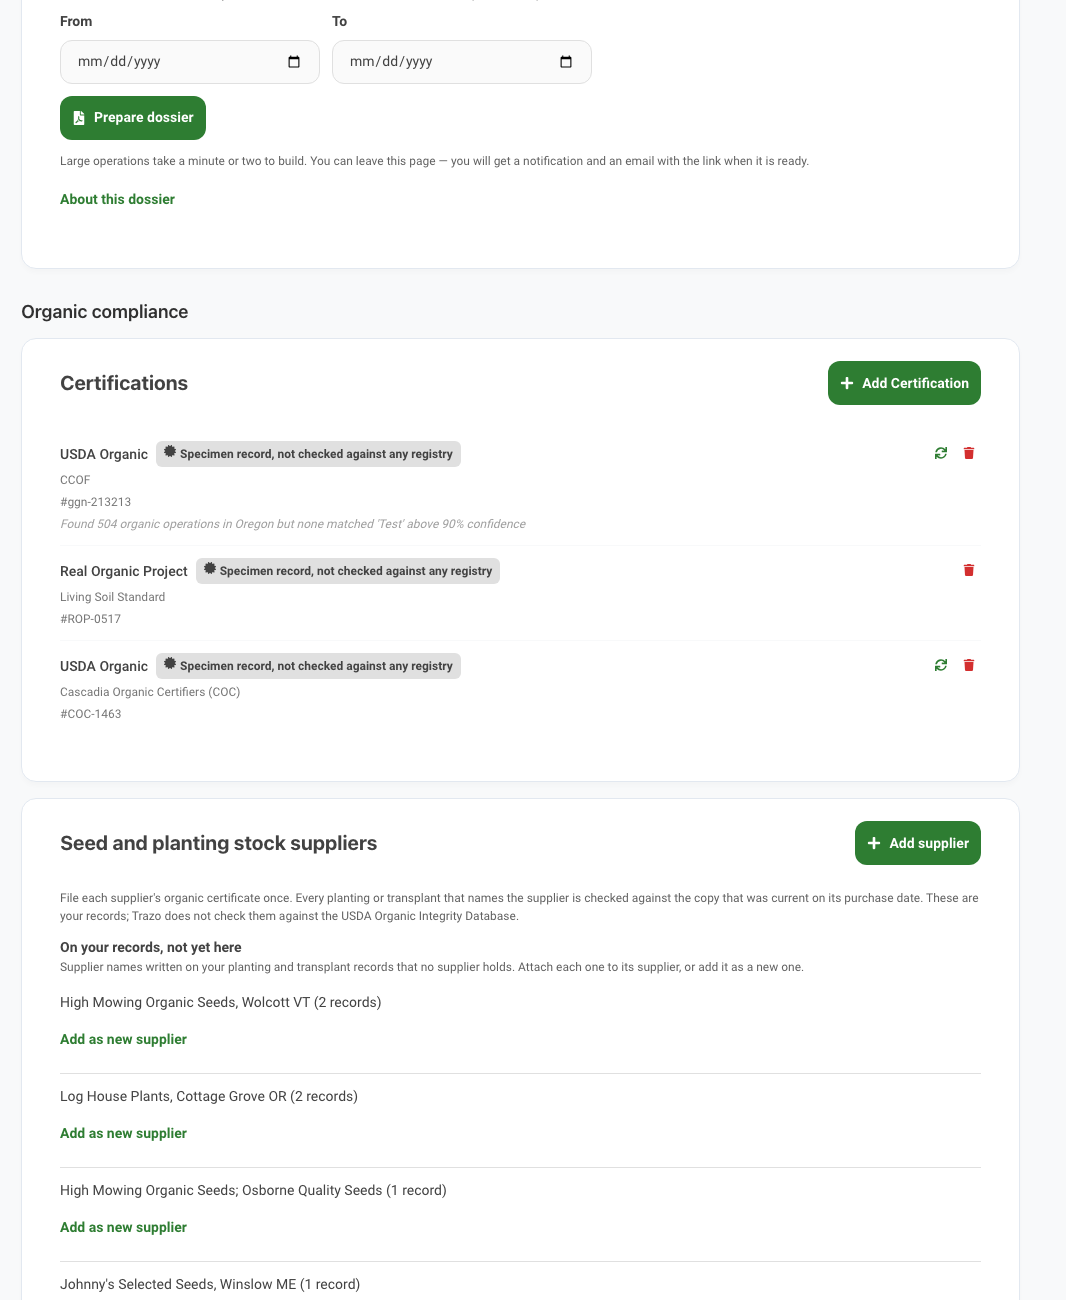 From
To
mm/dd/yyyy
mm/dd/yyyy
Prepare dossier
Large operations take a minute or two to build. You can leave this page — you will get a notification and an email with the link when it is ready.
About this dossier
Organic compliance
Certifications
Add Certification
USDA Organic
Specimen record, not checked against any registry
CCOF
#ggn-213213
Found 504 organic operations in Oregon but none matched 'Test' above 90% confidence
Real Organic Project
Specimen record, not checked against any registry
Living Soil Standard
#ROP-0517
USDA Organic
Specimen record, not checked against any registry
Cascadia Organic Certifiers (COC)
#COC-1463
Seed and planting stock suppliers
Add supplier
File each supplier's organic certificate once. Every planting or transplant that names the supplier is checked against the copy that was current on its purchase date. These are
your records; Trazo does not check them against the USDA Organic Integrity Database.
On your records, not yet here
Supplier names written on your planting and transplant records that no supplier holds. Attach each one to its supplier, or add it as a new one.
High Mowing Organic Seeds, Wolcott VT (2 records)
Add as new supplier
Log House Plants, Cottage Grove OR (2 records)
Add as new supplier
High Mowing Organic Seeds; Osborne Quality Seeds (1 record)
Add as new supplier
Johnny's Selected Seeds, Winslow ME (1 record)